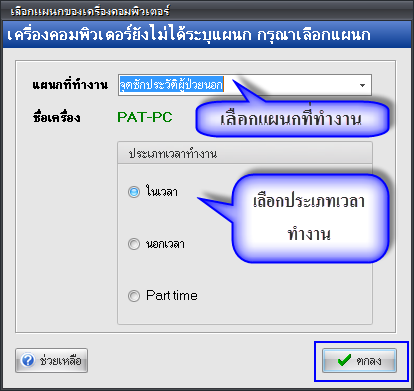 เลือกแผนกของเครื่องคอมพิวเตอร์
เครื่องคอมพิวเตอร์ยังไม่ได้ระบุแผนก กรุณาเลือกแผนก
แผนกที่ทำงาน จุดซักประวัติผู้ป่วยนอก
ชื่อเครื่อง PAT-PC เลือกแผนกที่ทำงาน
ประเภทเวลาทำงาน
ในเวลา
เลือกประเภทเวลา
ทำงาน
นอกเวลา
Part time
ช่วยเหลือ ตกลง